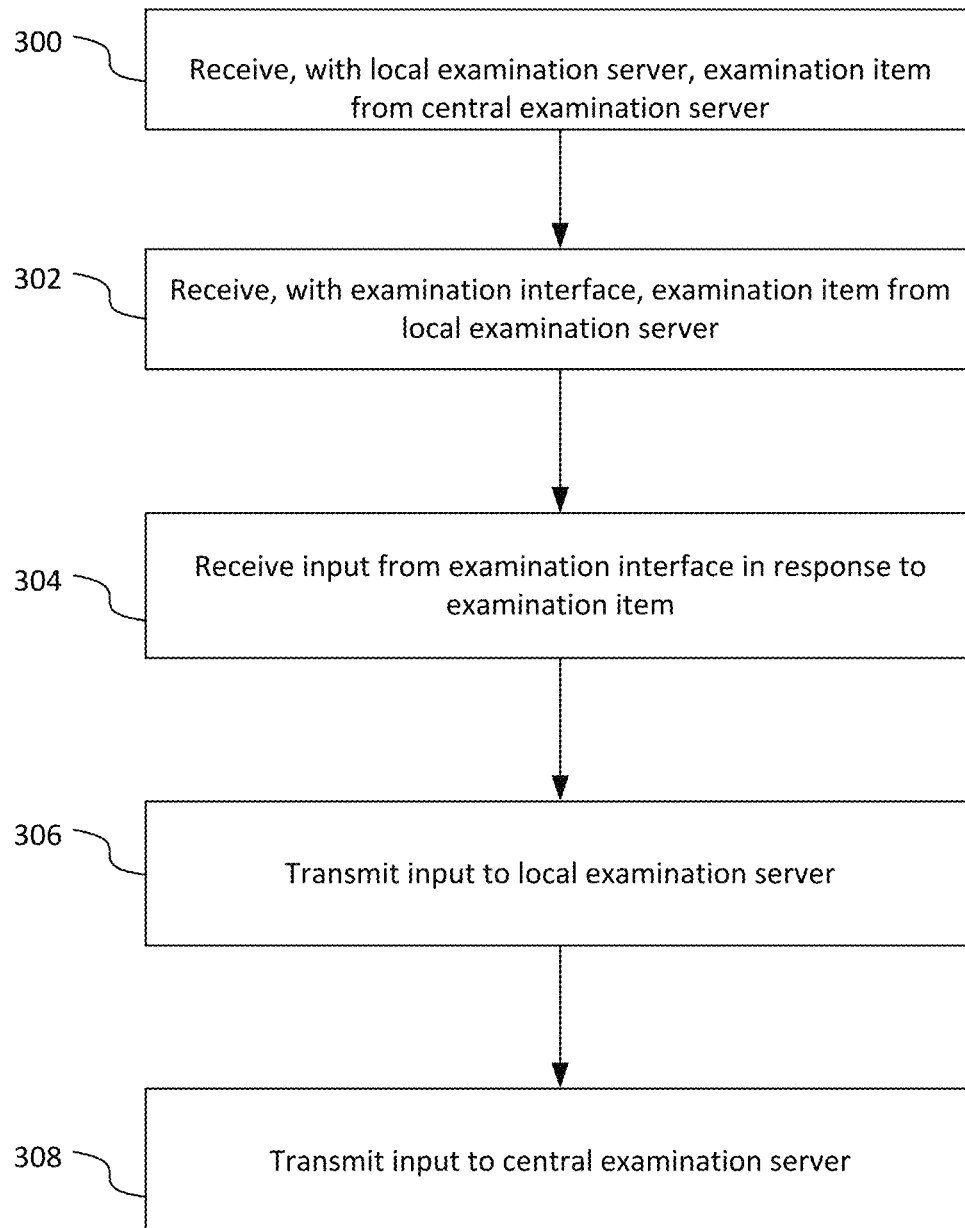 300
Receive, with local examination server, examination item
from central examination server
302
Receive, with examination interface, examination item from
local examination server
304
Receive input from examination interface in response to
examination item
306
Transmit input to local examination server
308
Transmit input to central examination server